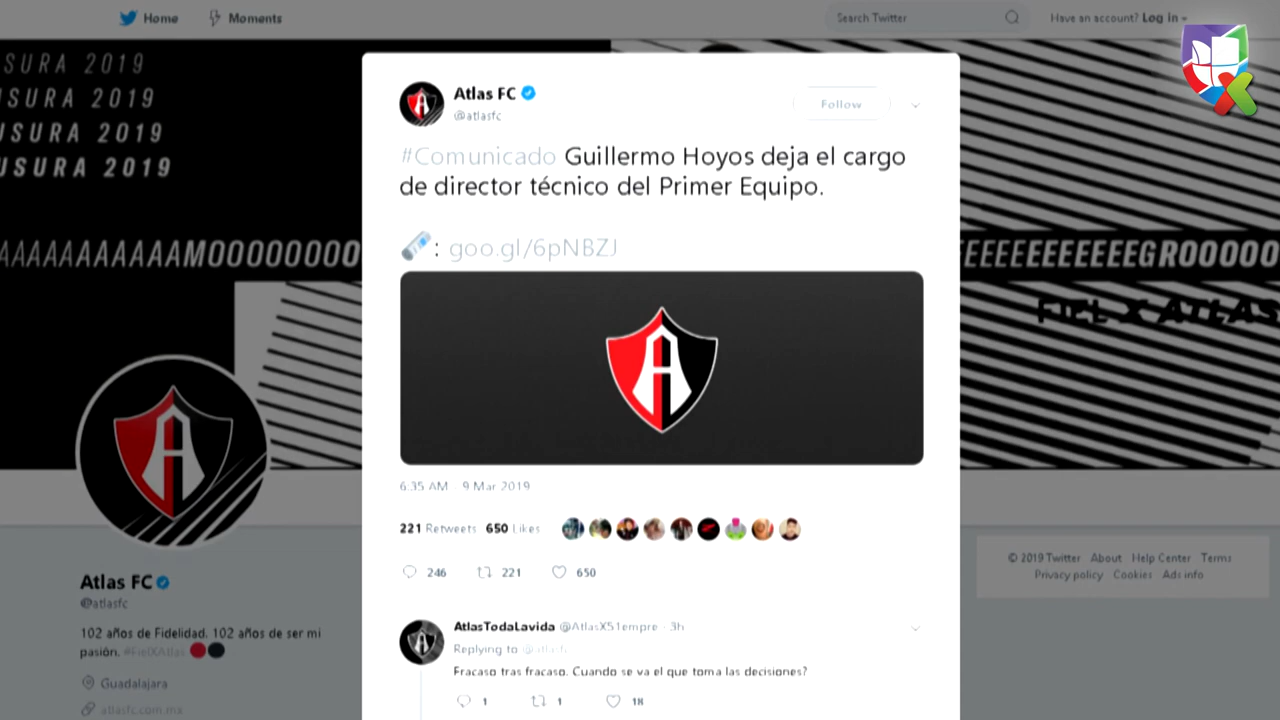 Home
Moments
Search Twitter
Have an account? Log in
SURA 2019
USURA 2019
USURA 2019
USURA 2019
AAAAAAAAAAAMOOOOOOOO
EEEEEEEEEEEGROOOOO
FIEL X ATLAS
Atlas FC
@atlasfc
Follow
#Comunicado Guillermo Hoyos deja el cargo
de director técnico del Primer Equipo.
: goo.gl/6pNBZJ
A
6:35 AM 9 Mar 2019
221 Retweets 650 Likes
246 221 650
AtlasTodaLavida @AtlasX51empre · 3h
Replying to @atlasfc
Fracaso tras fracaso. Cuando se va el que toma las decisiones?
1 1 18
A
Atlas FC
@atlasfc
102 años de Fidelidad. 102 años de ser mi
pasión. #FielXAtlas
Guadalajara
atlasfc.com.mx
© 2019 Twitter About Help Center Terms
Privacy policy Cookies Ads info